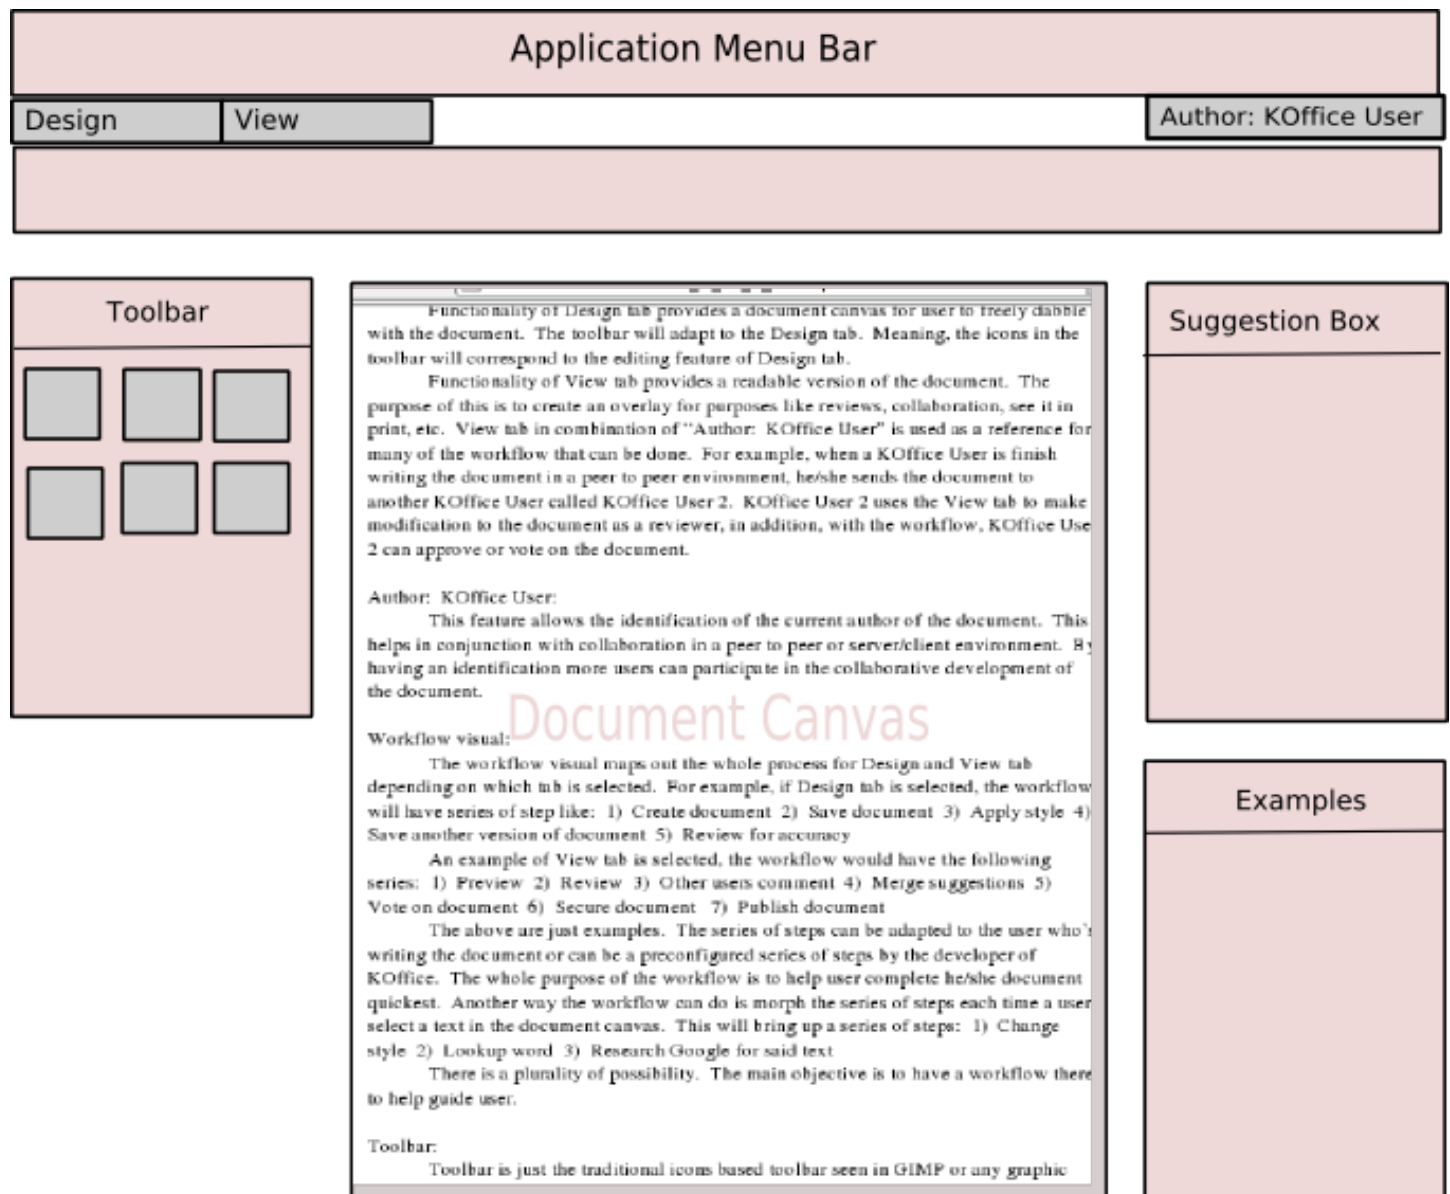 Application Menu Bar
Design
View
Author: KOffice User
Toolbar
Functionality of Design tab provides a document canvas for user to freely dabble
with the document. The toolbar will adapt to the Design tab. Meaning, the icons in the
toolbar will correspond to the editing feature of Design tab.
Functionality of View tab provides a readable version of the document. The
purpose of this is to create an overlay for purposes like reviews, collaboration, see it in
print, etc. View tab in combination of "Author: KOffice User" is used as a reference for
many of the workflow that can be done. For example, when a KOffice User is finish
writing the document in a peer to peer environment, he/she sends the document to
another KOffice User called KOffice User 2. KOffice User 2 uses the View tab to make
modification to the document as a reviewer, in addition, with the workflow, KOffice Use
2 can approve or vote on the document.
Author: KOffice User:
This feature allows the identification of the current author of the document. This
helps in conjunction with collaboration in a peer to peer or server/client environment. By
having an identification more users can participate in the collaborative development of
the document.
Document Canvas
Workflow visual:
The workflow visual maps out the whole process for Design and View tab
depending on which tab is selected. For example, if Design tab is selected, the workflow
will have series of step like: 1) Create document 2) Save document 3) Apply style 4)
Save another version of document 5) Review for accuracy
An example of View tab is selected, the workflow would have the following
series: 1) Preview 2) Review 3) Other users comment 4) Merge suggestions 5)
Vote on document 6) Secure document 7) Publish document
The above are just examples. The series of steps can be adapted to the user who's
writing the document or can be a preconfigured series of steps by the developer of
KOffice. The whole purpose of the workflow is to help user complete he/she document
quickest. Another way the workflow can do is morph the series of steps each time a user
select a text in the document canvas. This will bring up a series of steps: 1) Change
style 2) Lookup word 3) Research Google for said text
There is a plurality of possibility. The main objective is to have a workflow there
to help guide user.
Toolbar:
Toolbar is just the traditional icons based toolbar seen in GIMP or any graphic
Suggestion Box
Examples